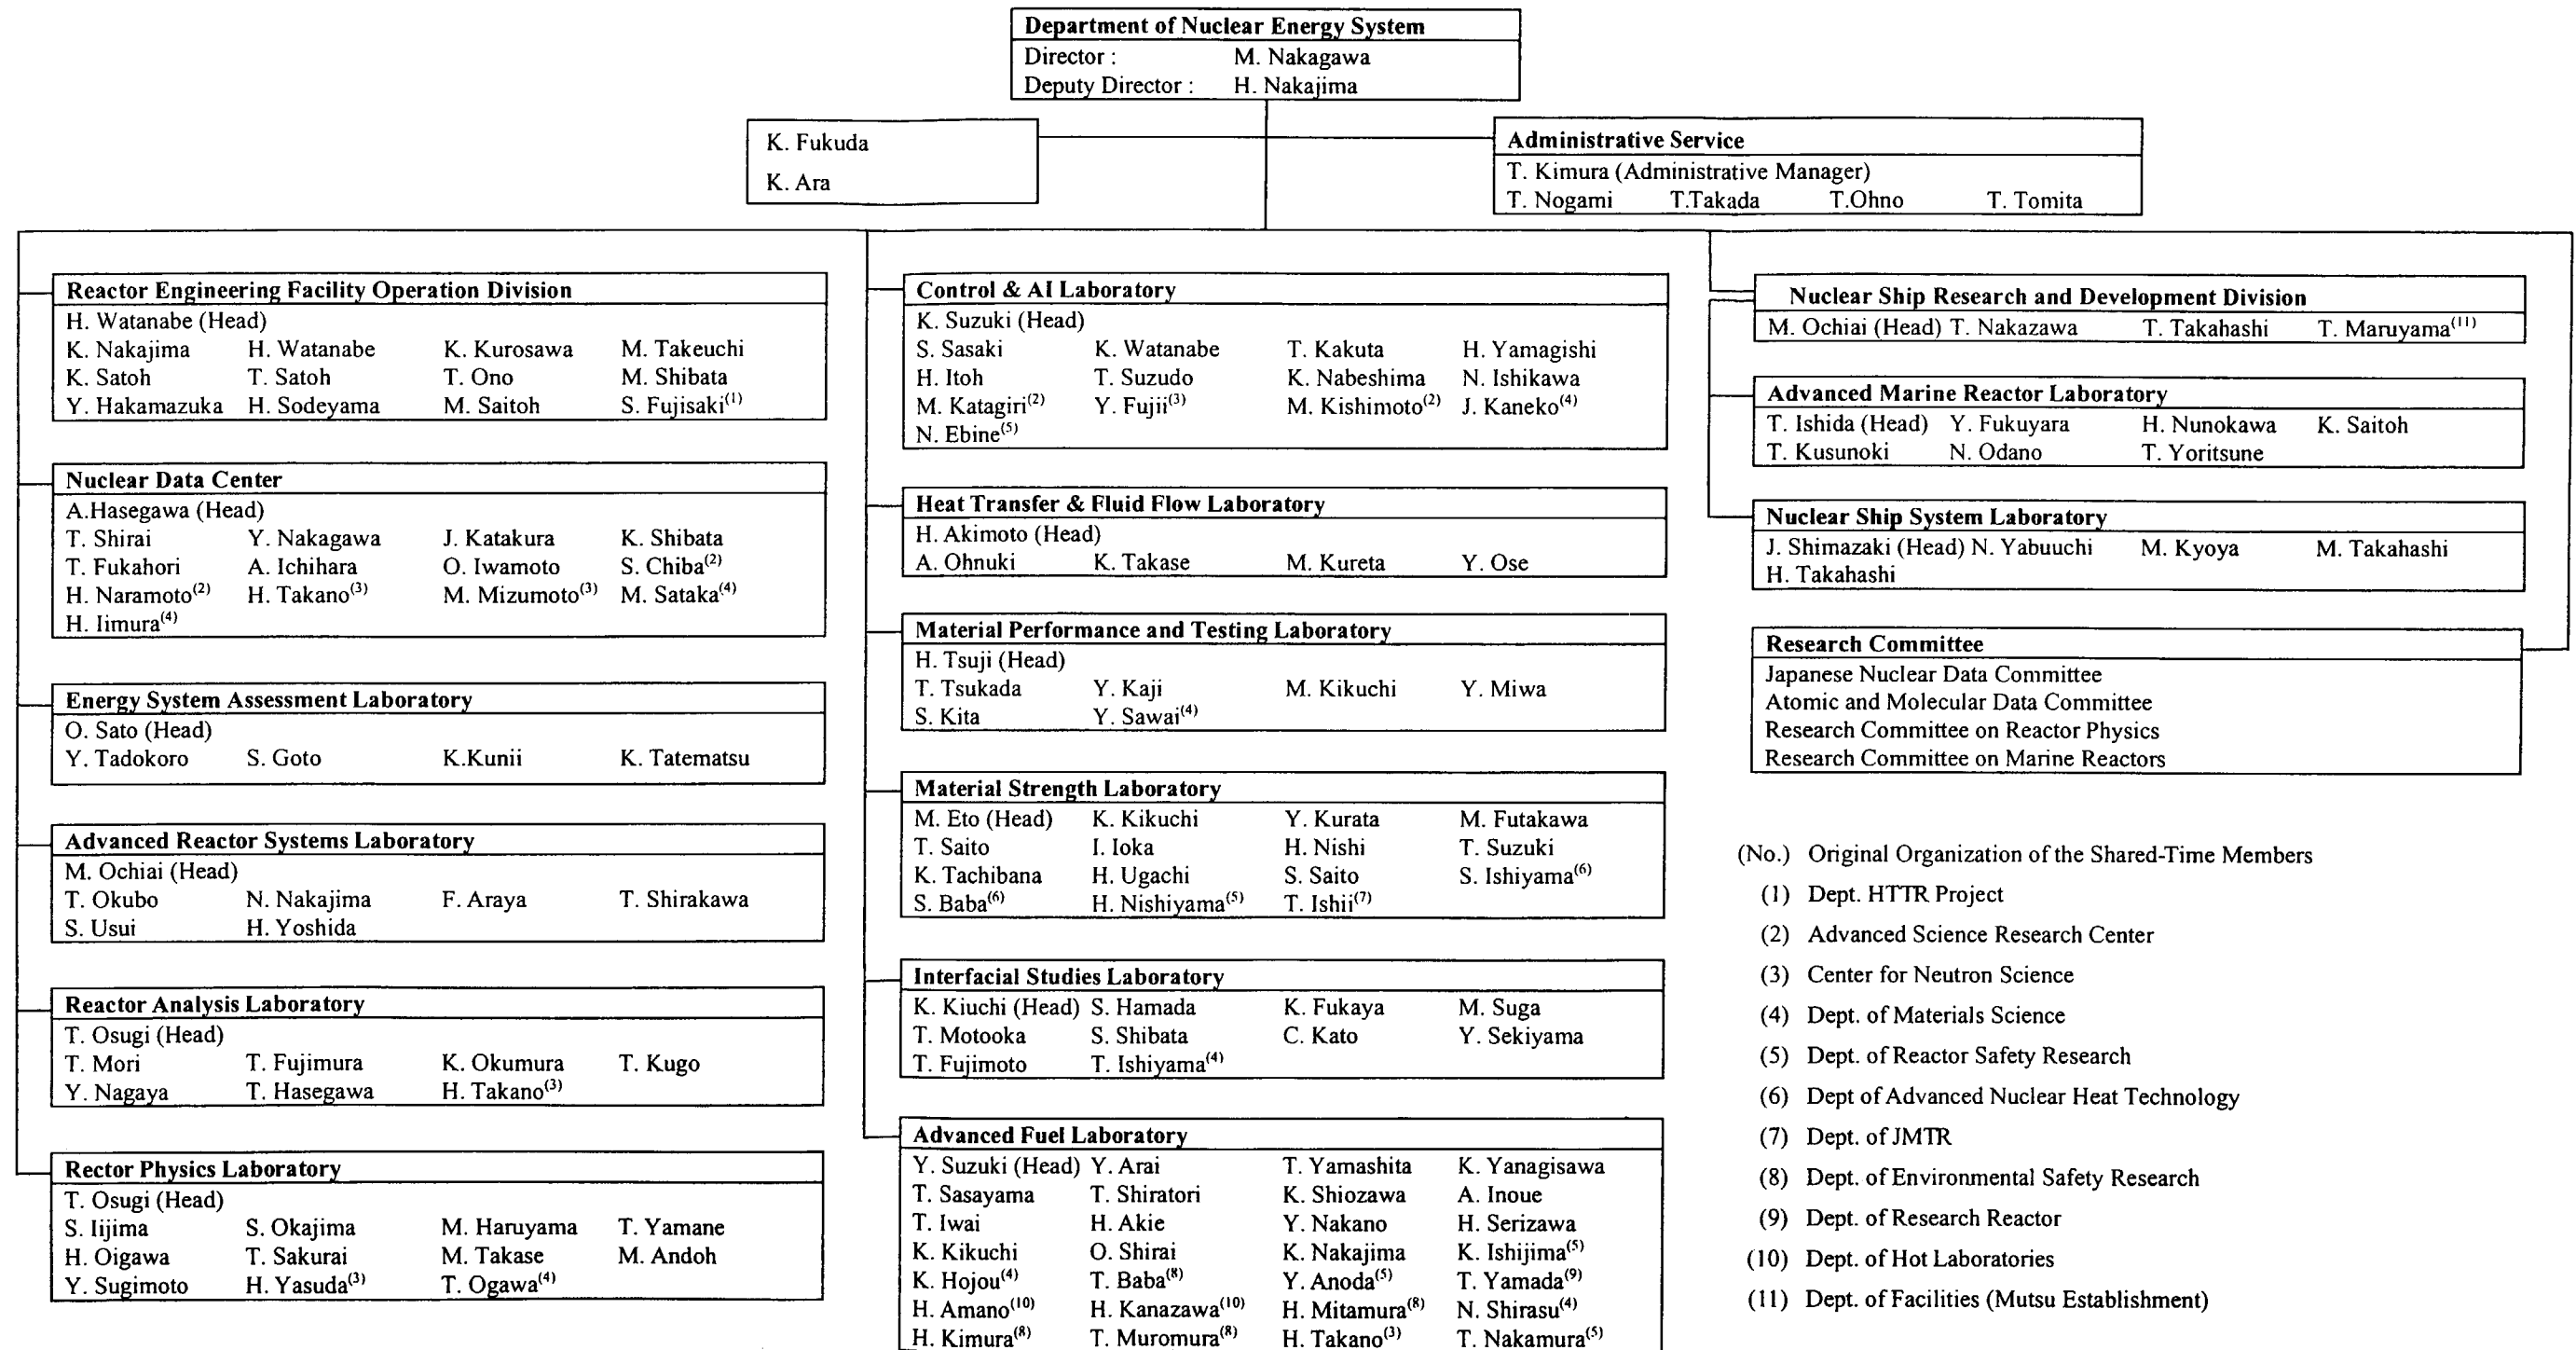 Department of Nuclear Energy System
Director : M. Nakagawa
Deputy Director : H. Nakajima
K. Fukuda
K. Ara
Administrative Service
T. Kimura (Administrative Manager)
T. Nogami T.Takada T.Ohno T. Tomita
Reactor Engineering Facility Operation Division
H. Watanabe (Head)
K. Nakajima H. Watanabe K. Kurosawa M. Takeuchi
K. Satoh T. Satoh T. Ono M. Shibata
Y. Hakamazuka H. Sodeyama M. Saitoh S. Fujisaki(1)
Nuclear Data Center
A.Hasegawa (Head)
T. Shirai Y. Nakagawa J. Katakura K. Shibata
T. Fukahori A. Ichihara O. Iwamoto S. Chiba(2)
H. Naramoto(2) H. Takano(3) M. Mizumoto(3) M. Sataka(4)
H. Iimura(4)
Energy System Assessment Laboratory
O. Sato (Head)
Y. Tadokoro S. Goto K.Kunii K. Tatematsu
Advanced Reactor Systems Laboratory
M. Ochiai (Head)
T. Okubo N. Nakajima F. Araya T. Shirakawa
S. Usui H. Yoshida
Reactor Analysis Laboratory
T. Osugi (Head)
T. Mori T. Fujimura K. Okumura T. Kugo
Y. Nagaya T. Hasegawa H. Takano(3)
Rector Physics Laboratory
T. Osugi (Head)
S. Iijima S. Okajima M. Haruyama T. Yamane
H. Oigawa T. Sakurai M. Takase M. Andoh
Y. Sugimoto H. Yasuda(3) T. Ogawa(4)
Control & AI Laboratory
K. Suzuki (Head)
S. Sasaki K. Watanabe T. Kakuta H. Yamagishi
H. Itoh T. Suzudo K. Nabeshima N. Ishikawa
M. Katagiri(2) Y. Fujii(3) M. Kishimoto(2) J. Kaneko(4)
N. Ebine(5)
Heat Transfer & Fluid Flow Laboratory
H. Akimoto (Head)
A. Ohnuki K. Takase M. Kureta Y. Ose
Material Performance and Testing Laboratory
H. Tsuji (Head)
T. Tsukada Y. Kaji M. Kikuchi Y. Miwa
S. Kita Y. Sawai(4)
Material Strength Laboratory
M. Eto (Head) K. Kikuchi Y. Kurata M. Futakawa
T. Saito I. Ioka H. Nishi T. Suzuki
K. Tachibana H. Ugachi S. Saito S. Ishiyama(6)
S. Baba(6) H. Nishiyama(5) T. Ishii(7)
Interfacial Studies Laboratory
K. Kiuchi (Head) S. Hamada K. Fukaya M. Suga
T. Motooka S. Shibata C. Kato Y. Sekiyama
T. Fujimoto T. Ishiyama(4)
Advanced Fuel Laboratory
Y. Suzuki (Head) Y. Arai T. Yamashita K. Yanagisawa
T. Sasayama T. Shiratori K. Shiozawa A. Inoue
T. Iwai H. Akie Y. Nakano H. Serizawa
K. Kikuchi O. Shirai K. Nakajima K. Ishijima(5)
K. Hojou(4) T. Baba(8) Y. Anoda(5) T. Yamada(9)
H. Amano(10) H. Kanazawa(10) H. Mitamura(8) N. Shirasu(4)
H. Kimura(8) T. Muromura(8) H. Takano(3) T. Nakamura(5)
Nuclear Ship Research and Development Division
M. Ochiai (Head) T. Nakazawa T. Takahashi T. Maruyama(11)
Advanced Marine Reactor Laboratory
T. Ishida (Head) Y. Fukuyara H. Nunokawa K. Saitoh
T. Kusunoki N. Odano T. Yoritsune
Nuclear Ship System Laboratory
J. Shimazaki (Head) N. Yabuuchi M. Kyoya M. Takahashi
H. Takahashi
Research Committee
Japanese Nuclear Data Committee
Atomic and Molecular Data Committee
Research Committee on Reactor Physics
Research Committee on Marine Reactors
(No.) Original Organization of the Shared-Time Members
(1) Dept. HTTR Project
(2) Advanced Science Research Center
(3) Center for Neutron Science
(4) Dept. of Materials Science
(5) Dept. of Reactor Safety Research
(6) Dept of Advanced Nuclear Heat Technology
(7) Dept. of JMTR
(8) Dept. of Environmental Safety Research
(9) Dept. of Research Reactor
(10) Dept. of Hot Laboratories
(11) Dept. of Facilities (Mutsu Establishment)